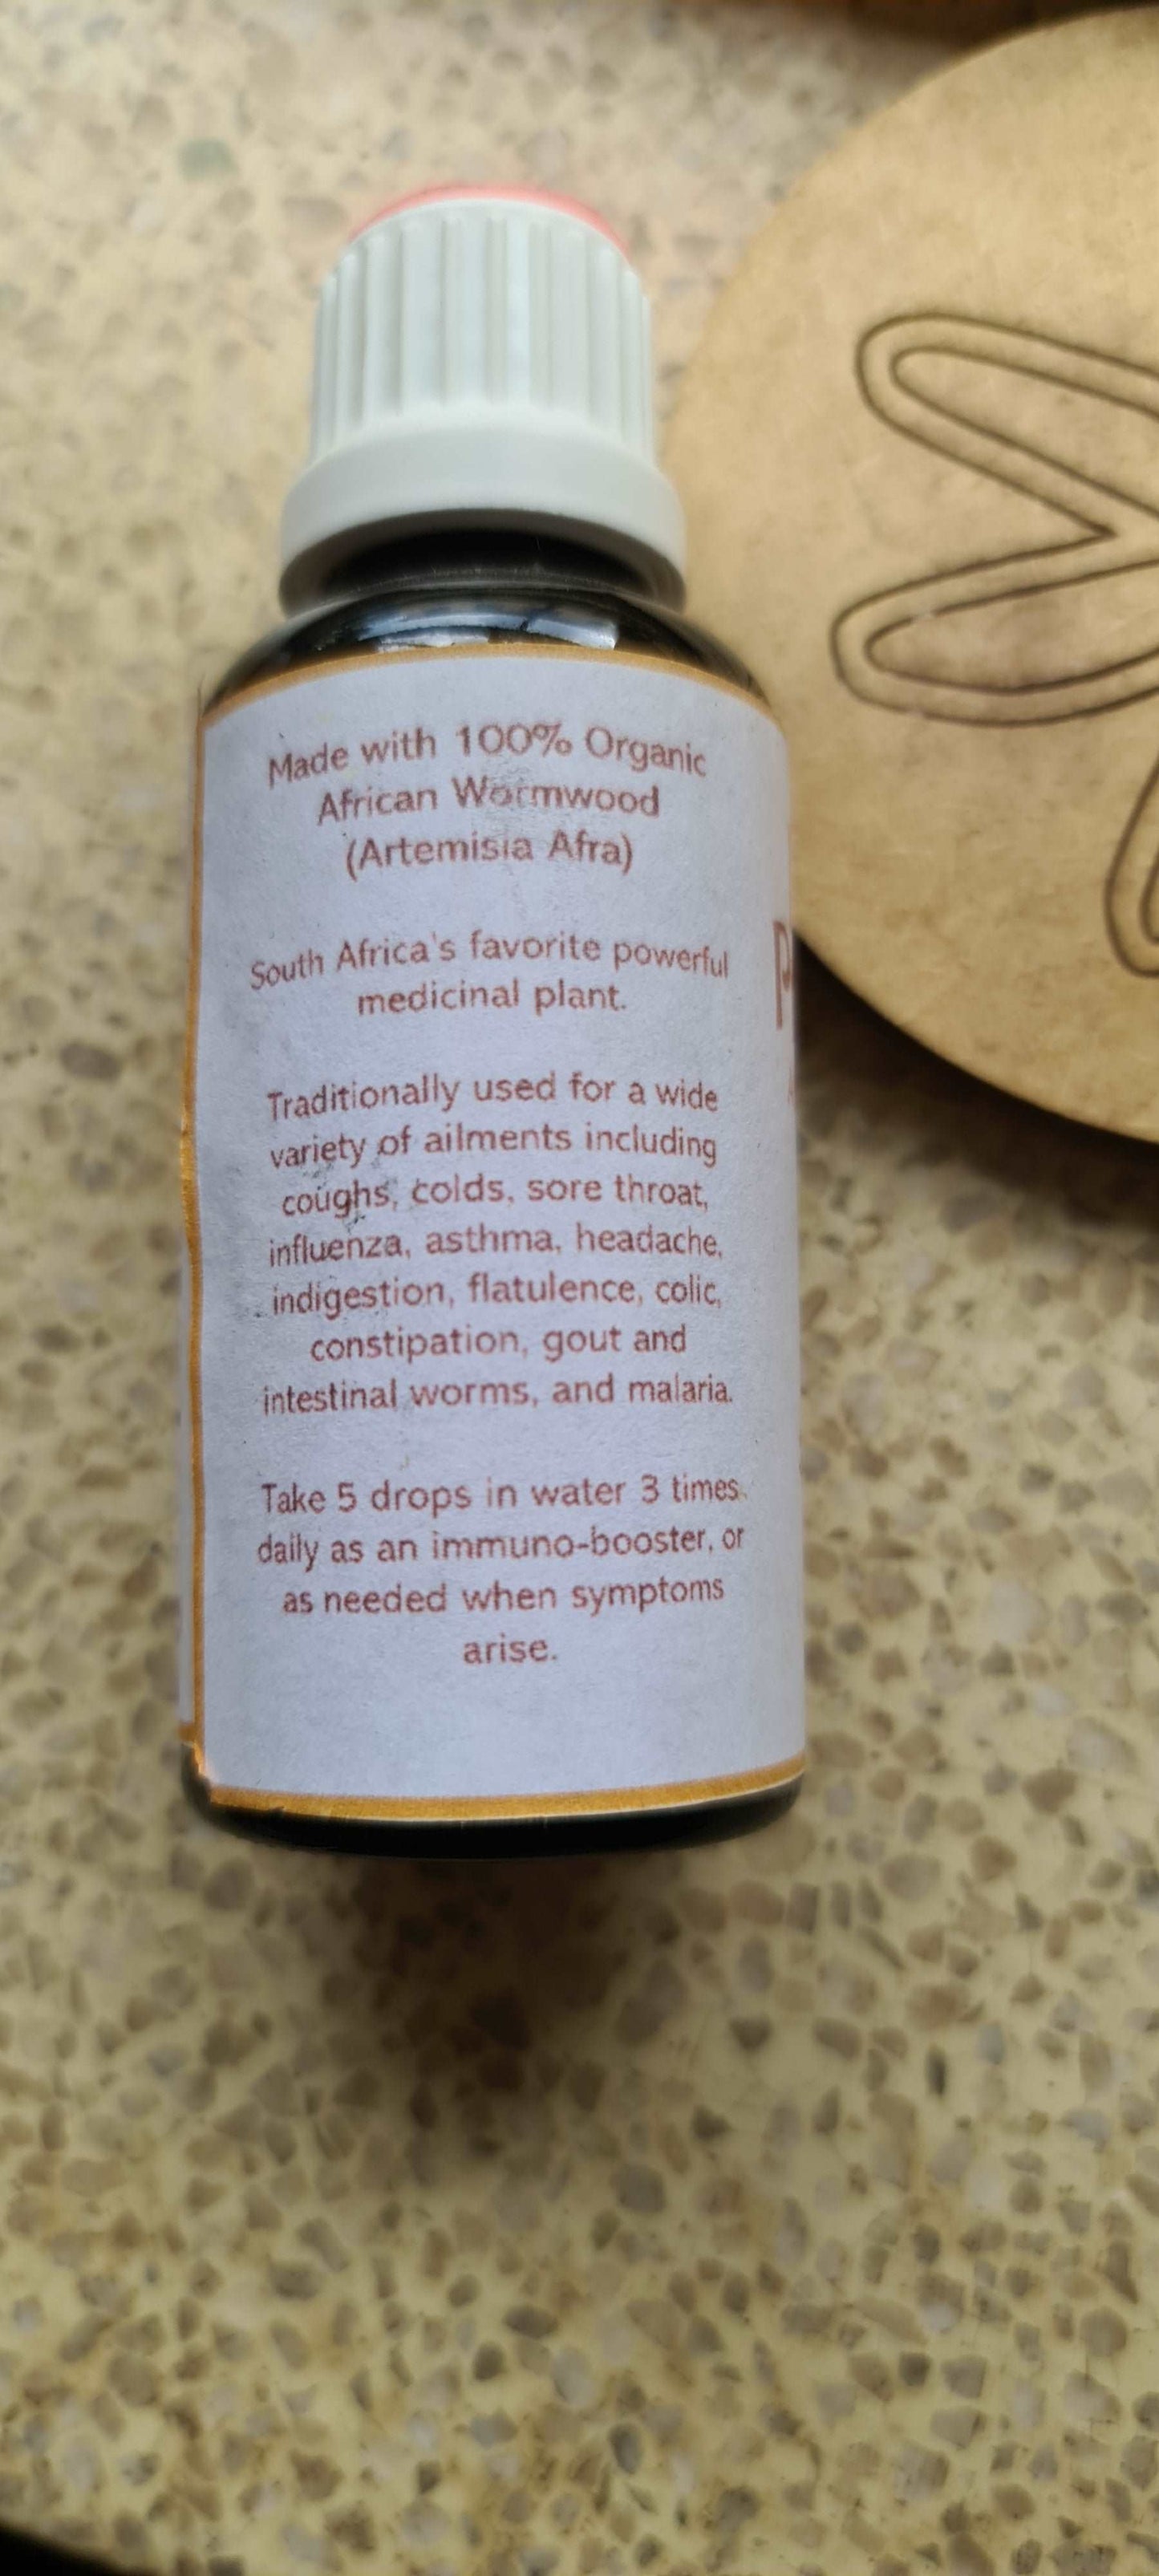 Made with 100% Organic
African Wormwood
(Artemisia Afra)
South Africa's favorite powerful
medicinal plant.
Traditionally used for a wide
variety of ailments including
coughs, colds, sore throat,
influenza, asthma, headache,
indigestion, flatulence, colic,
constipation, gout and
intestinal worms, and malaria.
Take 5 drops in water 3 times
daily as an immuno-booster, or
as needed when symptoms
arise.